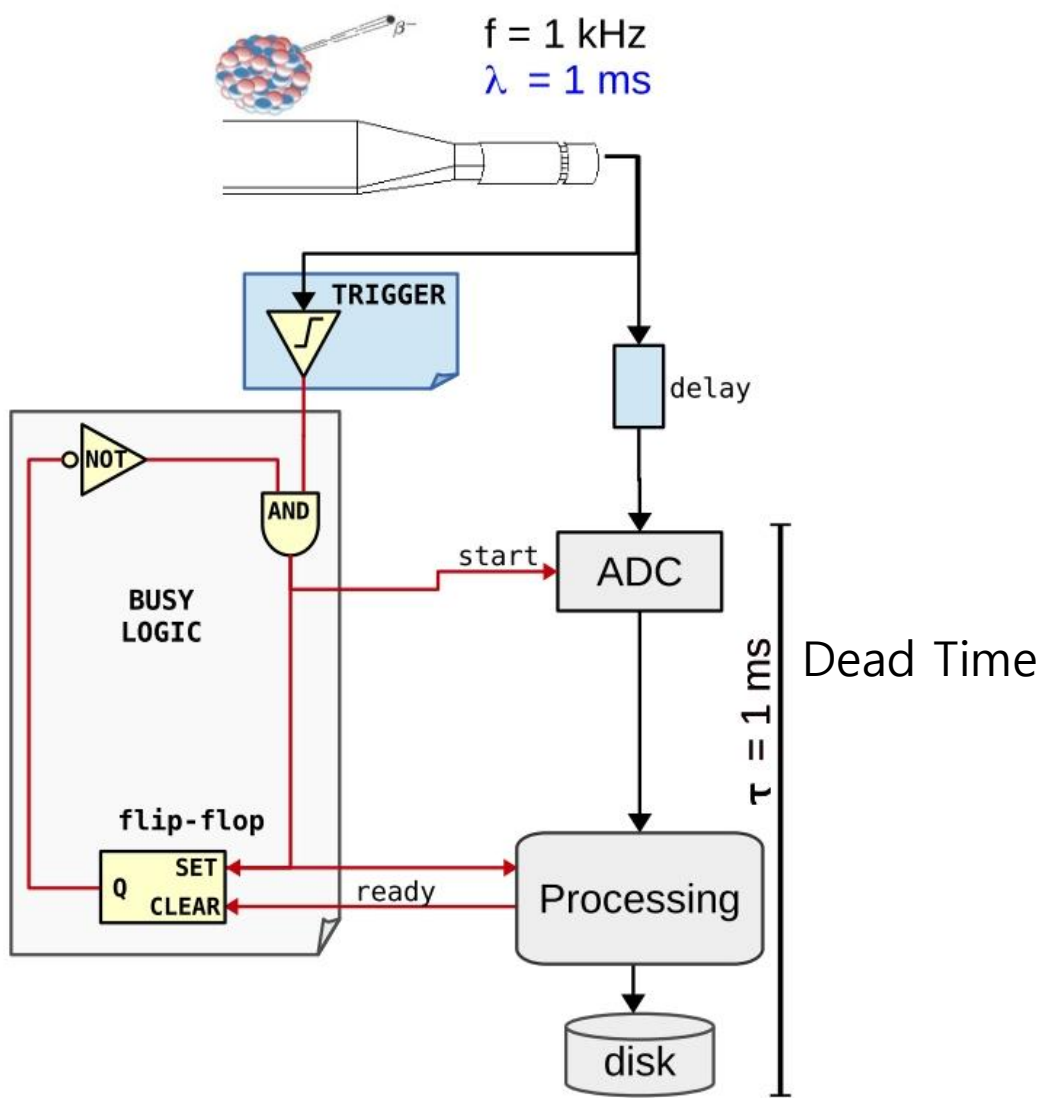 β⁻
f = 1 kHz
λ = 1 ms
TRIGGER
delay
NOT
AND
start
ADC
BUSY
LOGIC
Dead Time
τ = 1 ms
flip-flop
SET
Q
CLEAR
ready
Processing
disk